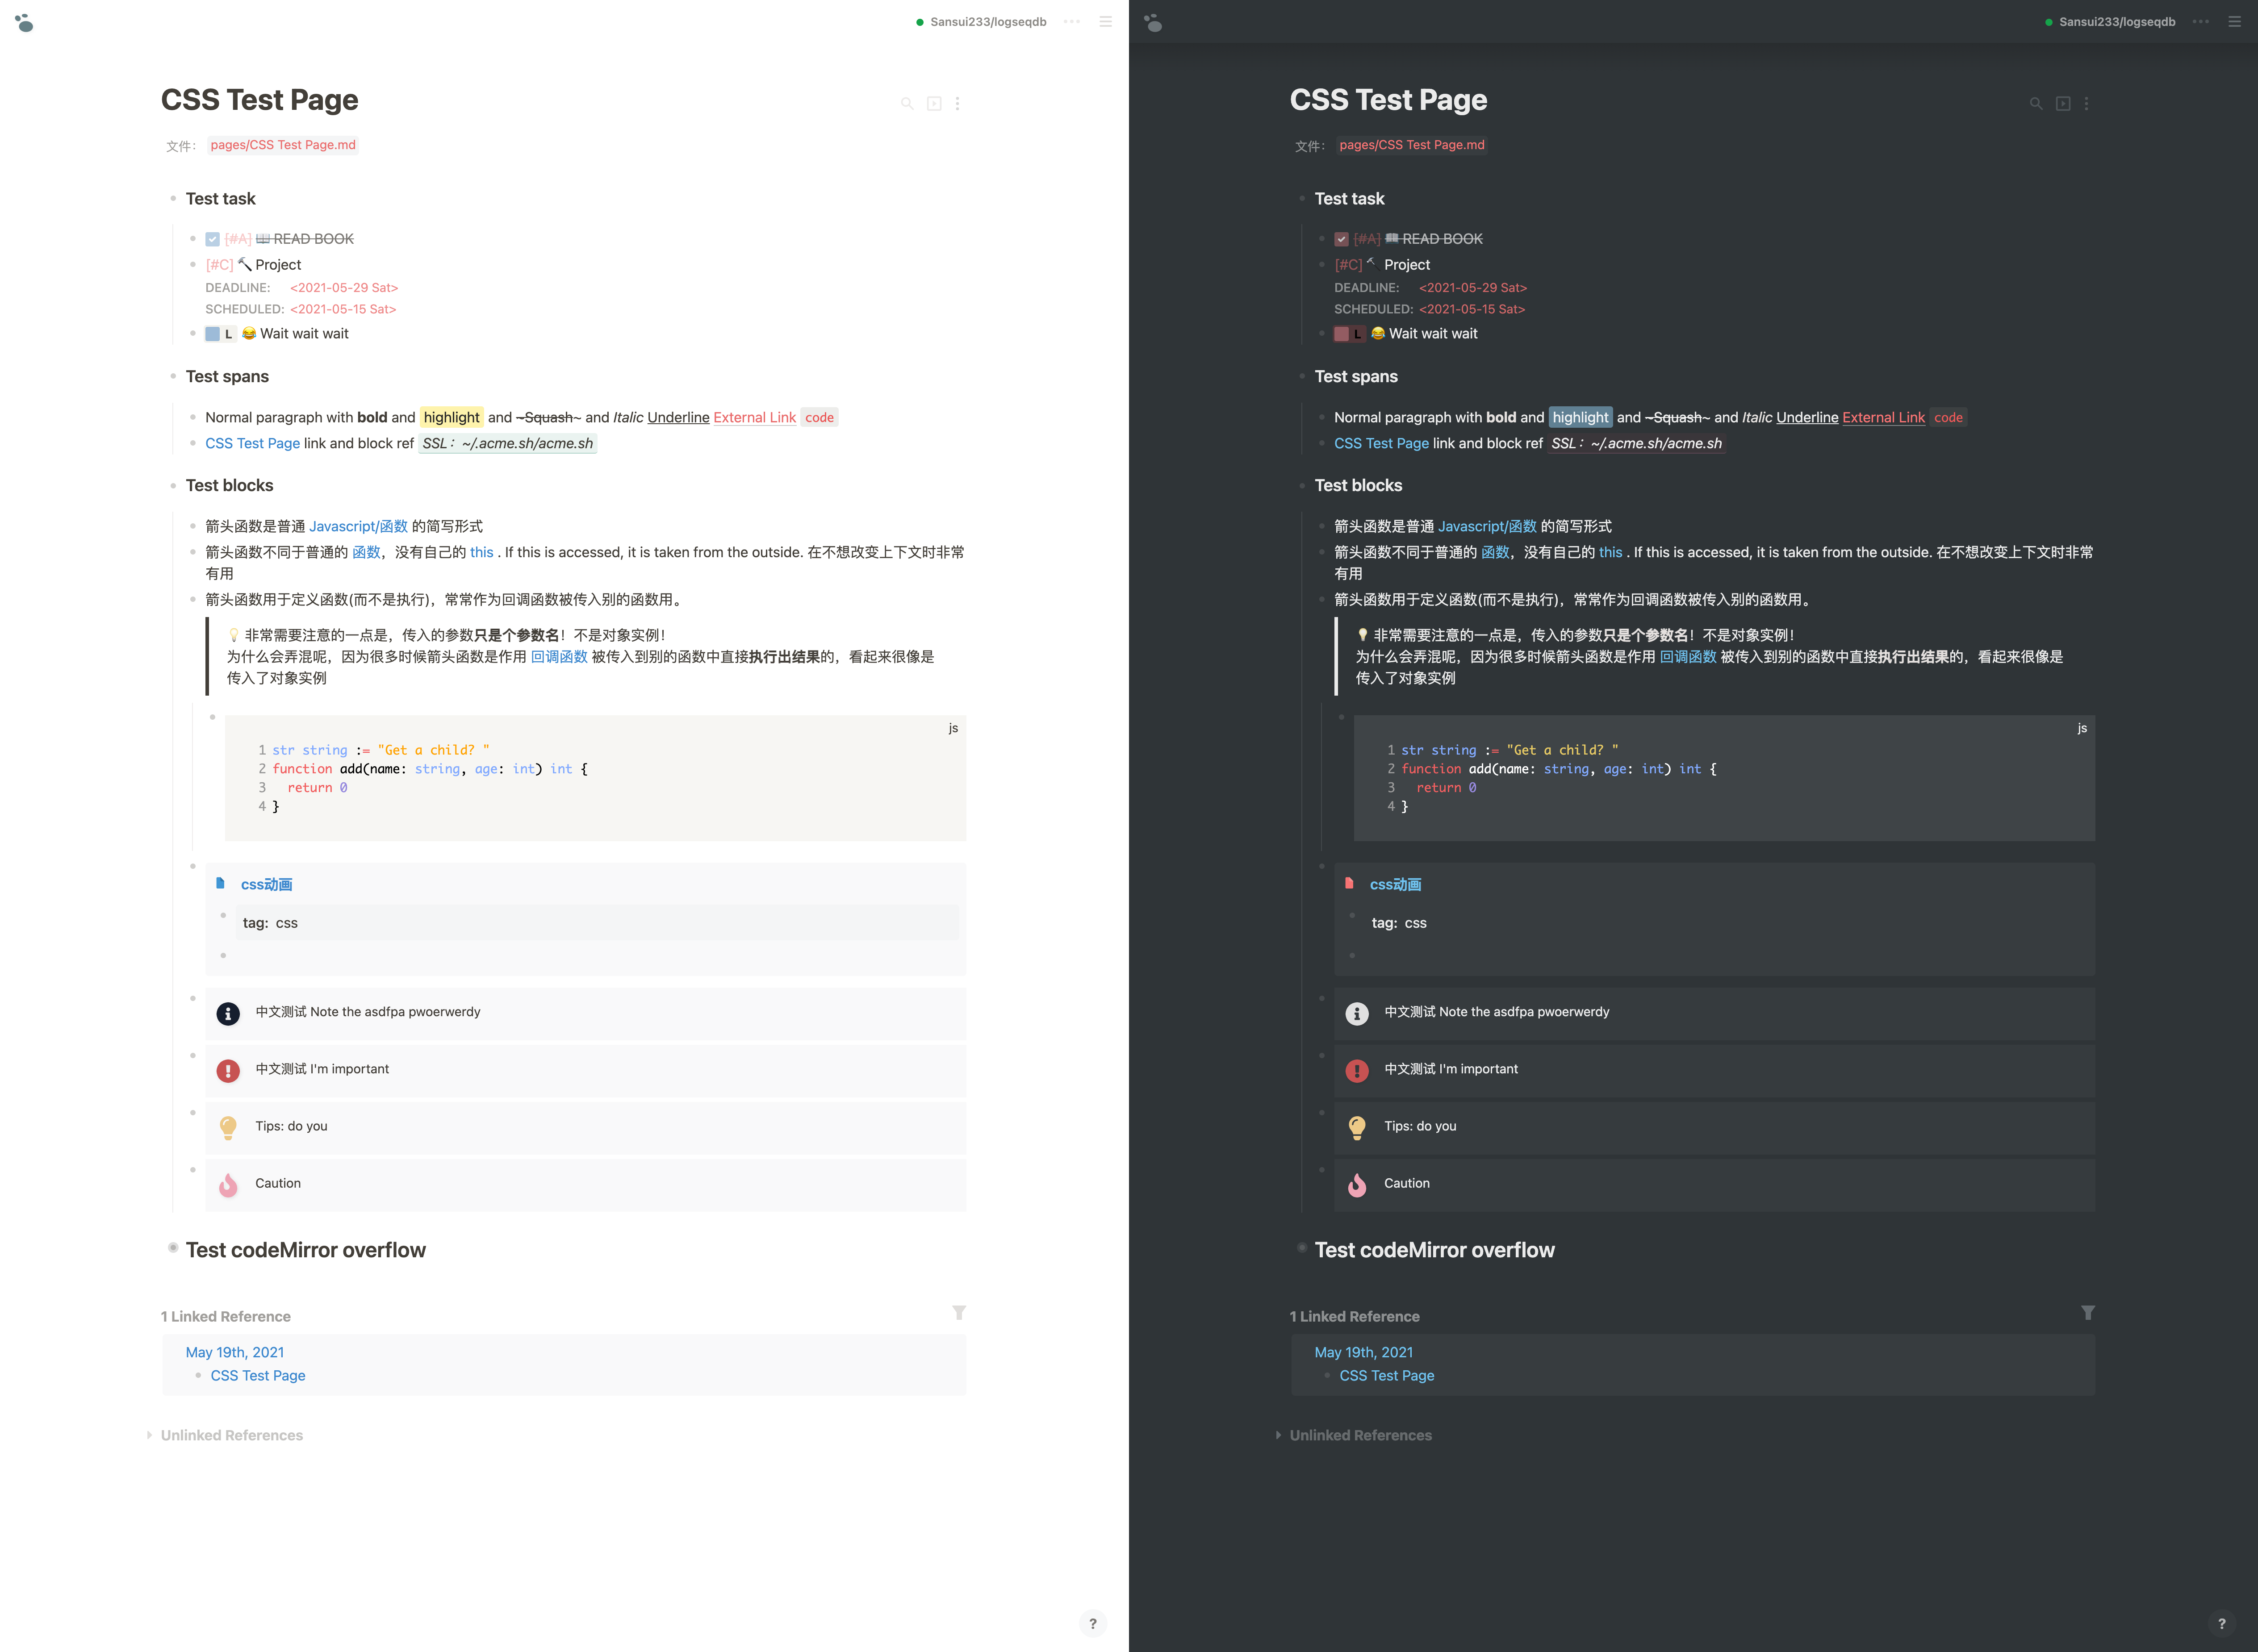 Sansui233/logseqdb
CSS Test Page
文件： pages/CSS Test Page.md
Test task
[#A] 📖 READ BOOK
[#C] 🔨 Project
DEADLINE: <2021-05-29 Sat>
SCHEDULED: <2021-05-15 Sat>
L 😂 Wait wait wait
Test spans
Normal paragraph with bold and highlight and ~Squash~ and Italic Underline External Link code
CSS Test Page link and block ref SSL：~/.acme.sh/acme.sh
Test blocks
箭头函数是普通 Javascript/函数 的简写形式
箭头函数不同于普通的 函数，没有自己的 this . If this is accessed, it is taken from the outside. 在不想改变上下文时非常
有用
箭头函数用于定义函数(而不是执行)，常常作为回调函数被传入别的函数用。
💡 非常需要注意的一点是，传入的参数只是个参数名！不是对象实例！
为什么会弄混呢，因为很多时候箭头函数是作用 回调函数 被传入到别的函数中直接执行出结果的，看起来很像是
传入了对象实例
js
1 str string := "Get a child? "
2 function add(name: string, age: int) int {
3   return 0
4 }
css动画
tag: css
中文测试 Note the asdfpa pwoerwerdy
中文测试 I'm important
Tips: do you
Caution
Test codeMirror overflow
1 Linked Reference
May 19th, 2021
CSS Test Page
Unlinked References
?
Sansui233/logseqdb
CSS Test Page
文件： pages/CSS Test Page.md
Test task
[#A] 📖 READ BOOK
[#C] 🔨 Project
DEADLINE: <2021-05-29 Sat>
SCHEDULED: <2021-05-15 Sat>
L 😂 Wait wait wait
Test spans
Normal paragraph with bold and highlight and ~Squash~ and Italic Underline External Link code
CSS Test Page link and block ref SSL：~/.acme.sh/acme.sh
Test blocks
箭头函数是普通 Javascript/函数 的简写形式
箭头函数不同于普通的 函数，没有自己的 this . If this is accessed, it is taken from the outside. 在不想改变上下文时非常
有用
箭头函数用于定义函数(而不是执行)，常常作为回调函数被传入别的函数用。
💡 非常需要注意的一点是，传入的参数只是个参数名！不是对象实例！
为什么会弄混呢，因为很多时候箭头函数是作用 回调函数 被传入到别的函数中直接执行出结果的，看起来很像是
传入了对象实例
js
1 str string := "Get a child? "
2 function add(name: string, age: int) int {
3   return 0
4 }
css动画
tag: css
中文测试 Note the asdfpa pwoerwerdy
中文测试 I'm important
Tips: do you
Caution
Test codeMirror overflow
1 Linked Reference
May 19th, 2021
CSS Test Page
Unlinked References
?